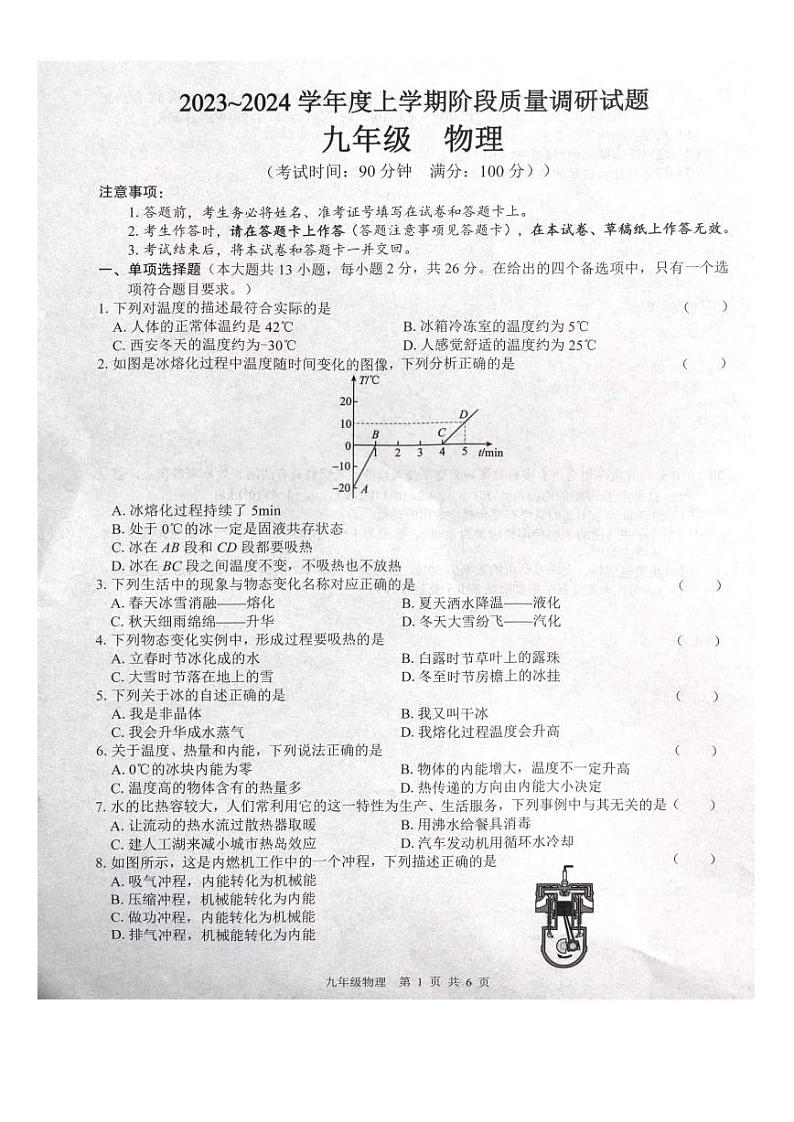 2023~2024 学年度上学期阶段质量调研试题
九年级 物理
（考试时间：90 分钟 满分：100 分））
注意事项：
1. 答题前，考生务必将姓名、准考证号填写在试卷和答题卡上。
2. 考生作答时，请在答题卡上作答（答题注意事项见答题卡），在本试卷、草稿纸上作答无效。
3. 考试结束后，将本试卷和答题卡一并交回。
一、单项选择题（本大题共 13 小题，每小题 2 分，共 26 分。在给出的四个备选项中，只有一个选
项符合题目要求。）
1. 下列对温度的描述最符合实际的是 （ ）
A. 人体的正常体温约是 42℃ B. 冰箱冷冻室的温度约为 5℃
C. 西安冬天的温度约为-30℃ D. 人感觉舒适的温度约为 25℃
2. 如图是冰熔化过程中温度随时间变化的图像，下列分析正确的是 （ ）
T/℃
20
10
0
−10
−20
A
B
C
D
1 2 3 4 5 t/min
A. 冰熔化过程持续了 5min
B. 处于 0℃的冰一定是固液共存状态
C. 冰在 AB 段和 CD 段都要吸热
D. 冰在 BC 段之间温度不变，不吸热也不放热
3. 下列生活中的现象与物态变化名称对应正确的是 （ ）
A. 春天冰雪消融——熔化 B. 夏天洒水降温——液化
C. 秋天细雨绵绵——升华 D. 冬天大雪纷飞——汽化
4. 下列物态变化实例中，形成过程要吸热的是 （ ）
A. 立春时节冰化成的水 B. 白露时节草叶上的露珠
C. 大雪时节落在地上的雪 D. 冬至时节房檐上的冰挂
5. 下列关于冰的自述正确的是 （ ）
A. 我是非晶体 B. 我又叫干冰
C. 我会升华成水蒸气 D. 我熔化过程温度会升高
6. 关于温度、热量和内能，下列说法正确的是 （ ）
A. 0℃的冰块内能为零 B. 物体的内能增大，温度不一定升高
C. 温度高的物体含有的热量多 D. 热传递的方向由内能大小决定
7. 水的比热容较大，人们常利用它的这一特性为生产、生活服务，下列事例中与其无关的是（ ）
A. 让流动的热水流过散热器取暖 B. 用沸水给餐具消毒
C. 建人工湖来减小城市热岛效应 D. 汽车发动机用循环水冷却
8. 如图所示，这是内燃机工作中的一个冲程，下列描述正确的是 （ ）
A. 吸气冲程，内能转化为机械能
B. 压缩冲程，机械能转化为内能
C. 做功冲程，内能转化为机械能
D. 排气冲程，机械能转化为内能
九年级物理 第 1 页 共 6 页